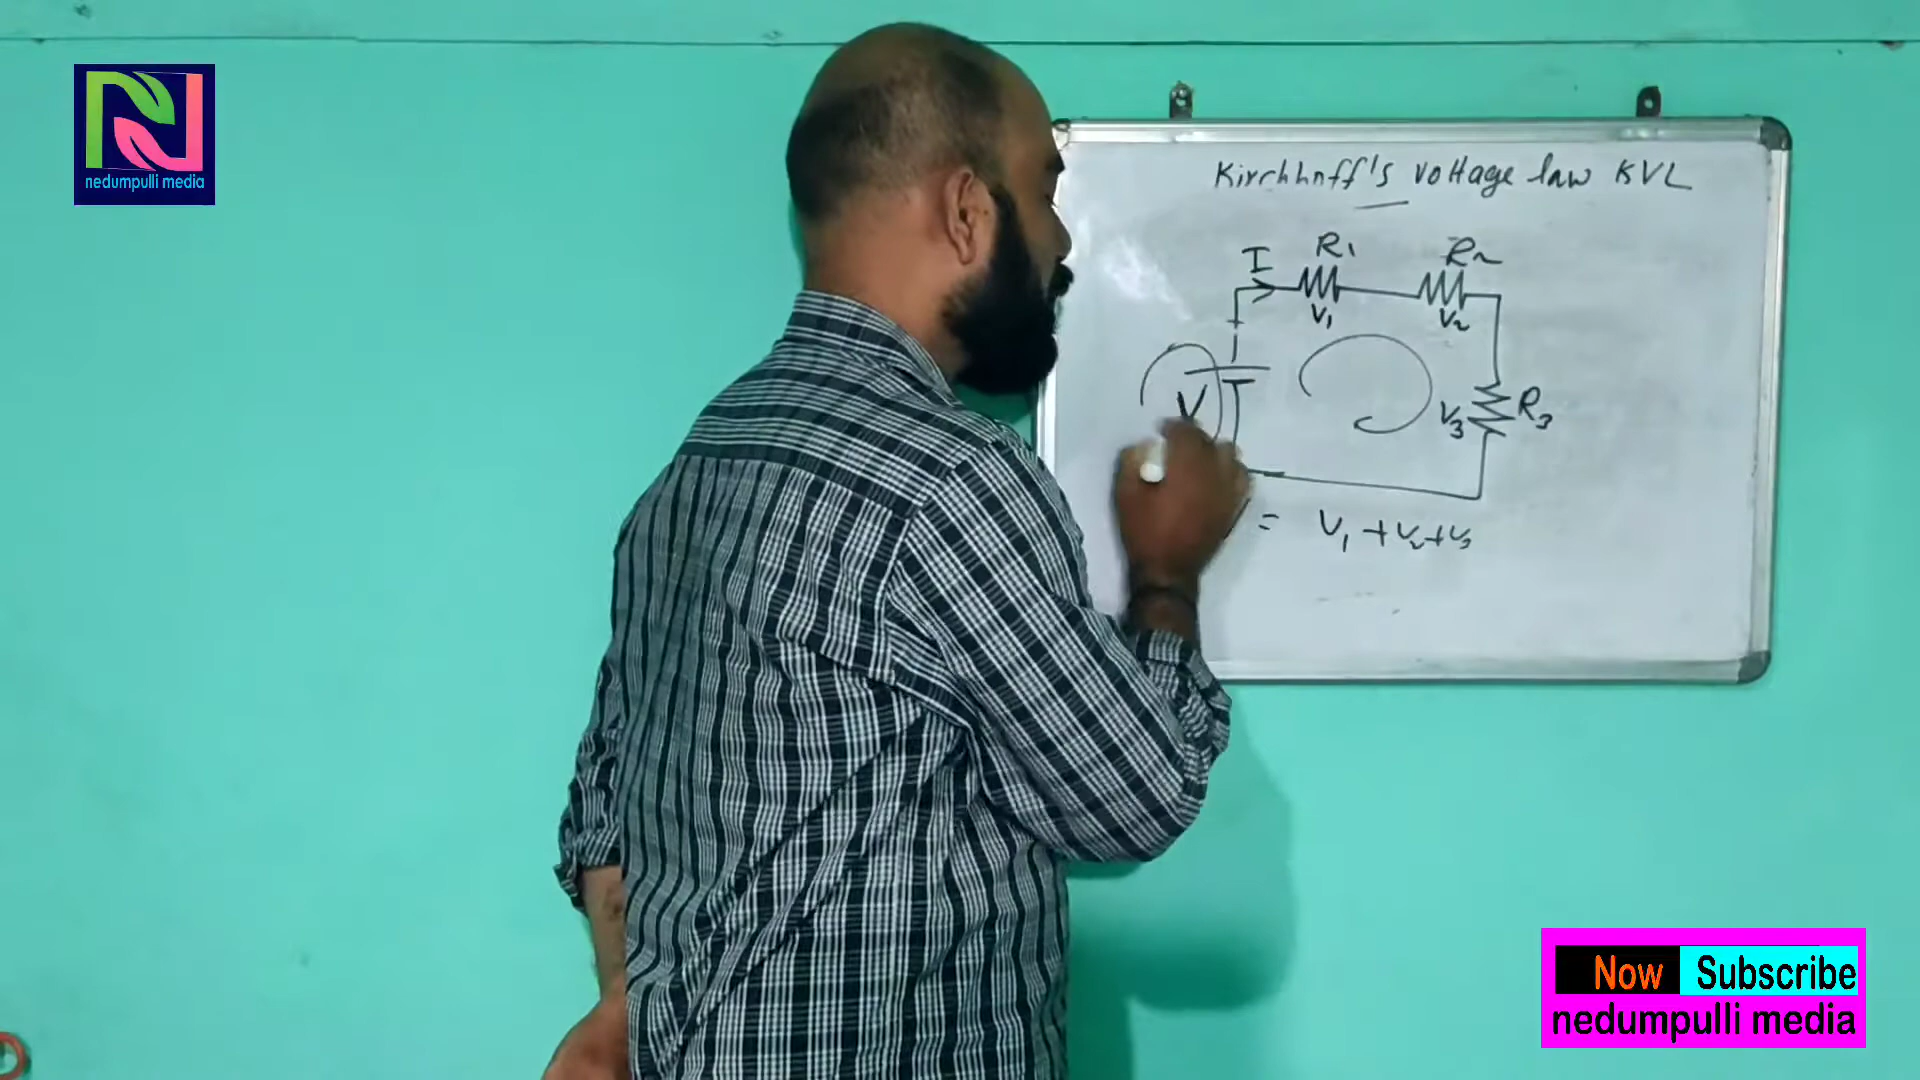 nedumpulli media
Kirchhoff's voltage law KVL
I
R1
R2
V1
V2
V
V3
R3
= V1 + V2 + V3
Now Subscribe
nedumpulli media